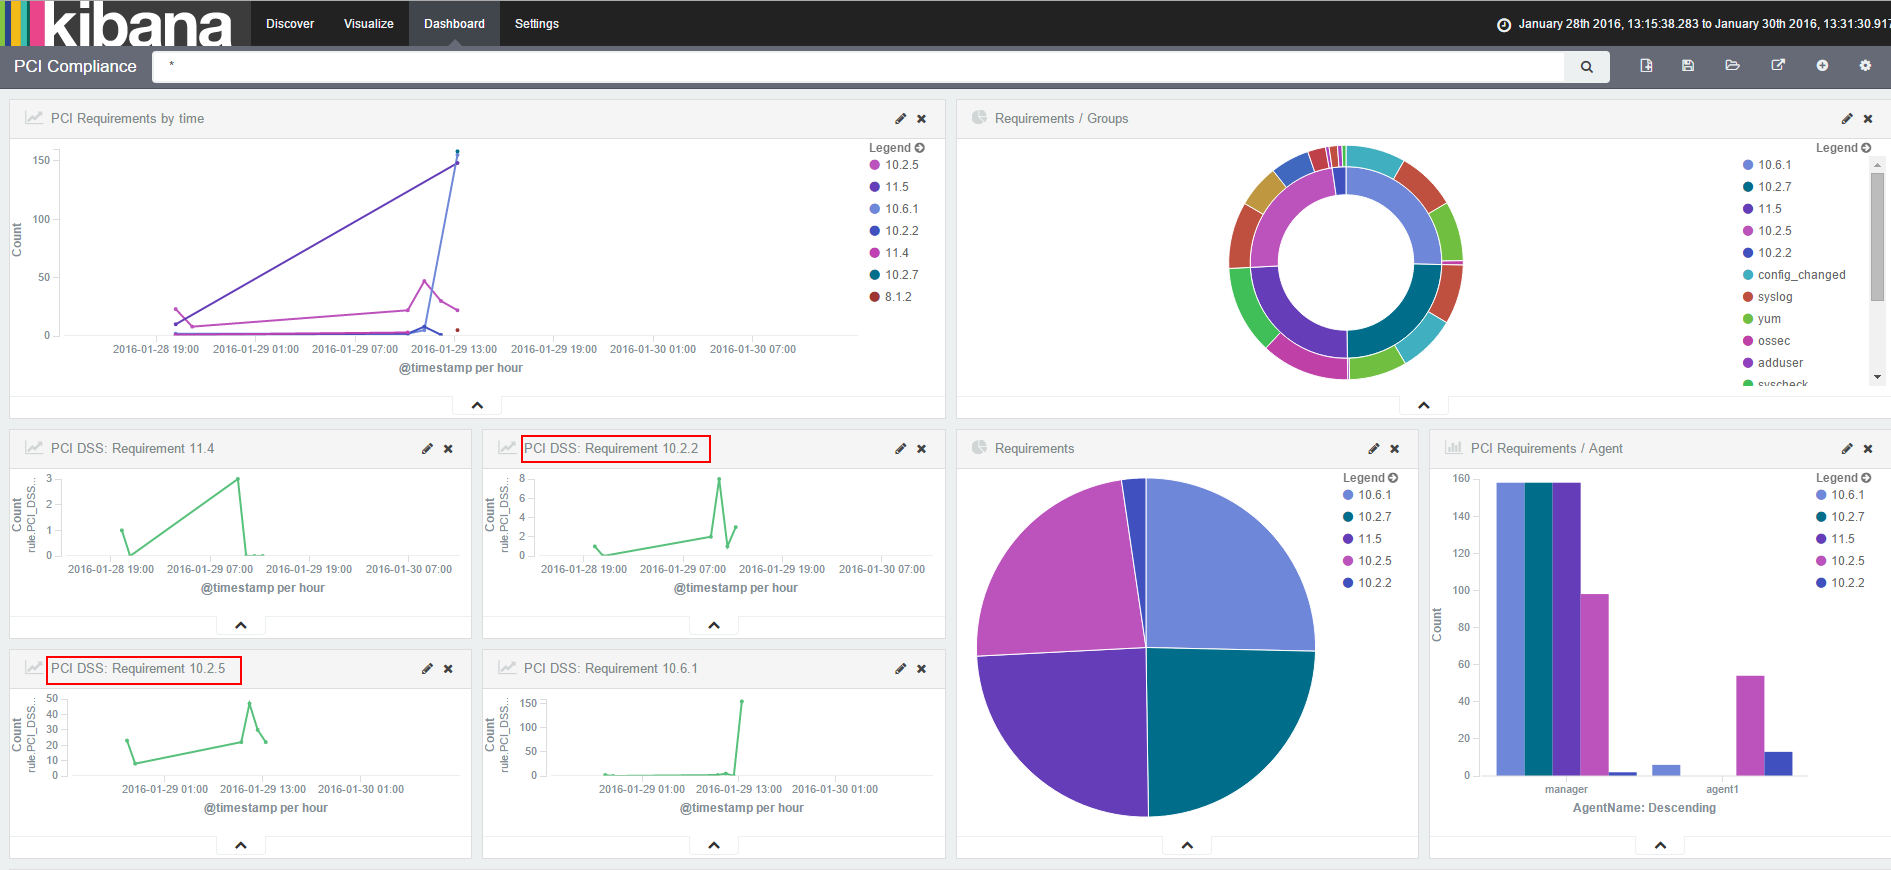 kibana
Discover Visualize Dashboard Settings
January 28th 2016, 13:15:38.283 to January 30th 2016, 13:31:30.917
PCI Compliance
*
PCI Requirements by time
Count
150
100
50
0
2016-01-28 19:00 2016-01-29 01:00 2016-01-29 07:00 2016-01-29 13:00 2016-01-29 19:00 2016-01-30 01:00 2016-01-30 07:00
@timestamp per hour
Legend
10.2.5
11.5
10.6.1
10.2.2
11.4
10.2.7
8.1.2
Requirements / Groups
Legend
10.6.1
10.2.7
11.5
10.2.5
10.2.2
config_changed
syslog
yum
ossec
adduser
syscheck
PCI DSS: Requirement 11.4
Count
rule.PCI_DSS...
3
2
1
0
2016-01-28 19:00 2016-01-29 07:00 2016-01-29 19:00 2016-01-30 07:00
@timestamp per hour
PCI DSS: Requirement 10.2.2
Count
rule.PCI_DSS...
8
6
4
2
0
2016-01-28 19:00 2016-01-29 07:00 2016-01-29 19:00 2016-01-30 07:00
@timestamp per hour
Requirements
Legend
10.6.1
10.2.7
11.5
10.2.5
10.2.2
PCI Requirements / Agent
Count
160
140
120
100
80
60
40
20
0
manager agent1
AgentName: Descending
Legend
10.6.1
10.2.7
11.5
10.2.5
10.2.2
PCI DSS: Requirement 10.2.5
Count
rule.PCI_DSS...
50
40
30
20
10
0
2016-01-29 01:00 2016-01-29 13:00 2016-01-30 01:00
@timestamp per hour
PCI DSS: Requirement 10.6.1
Count
rule.PCI_DSS...
150
100
50
0
2016-01-29 01:00 2016-01-29 13:00 2016-01-30 01:00
@timestamp per hour